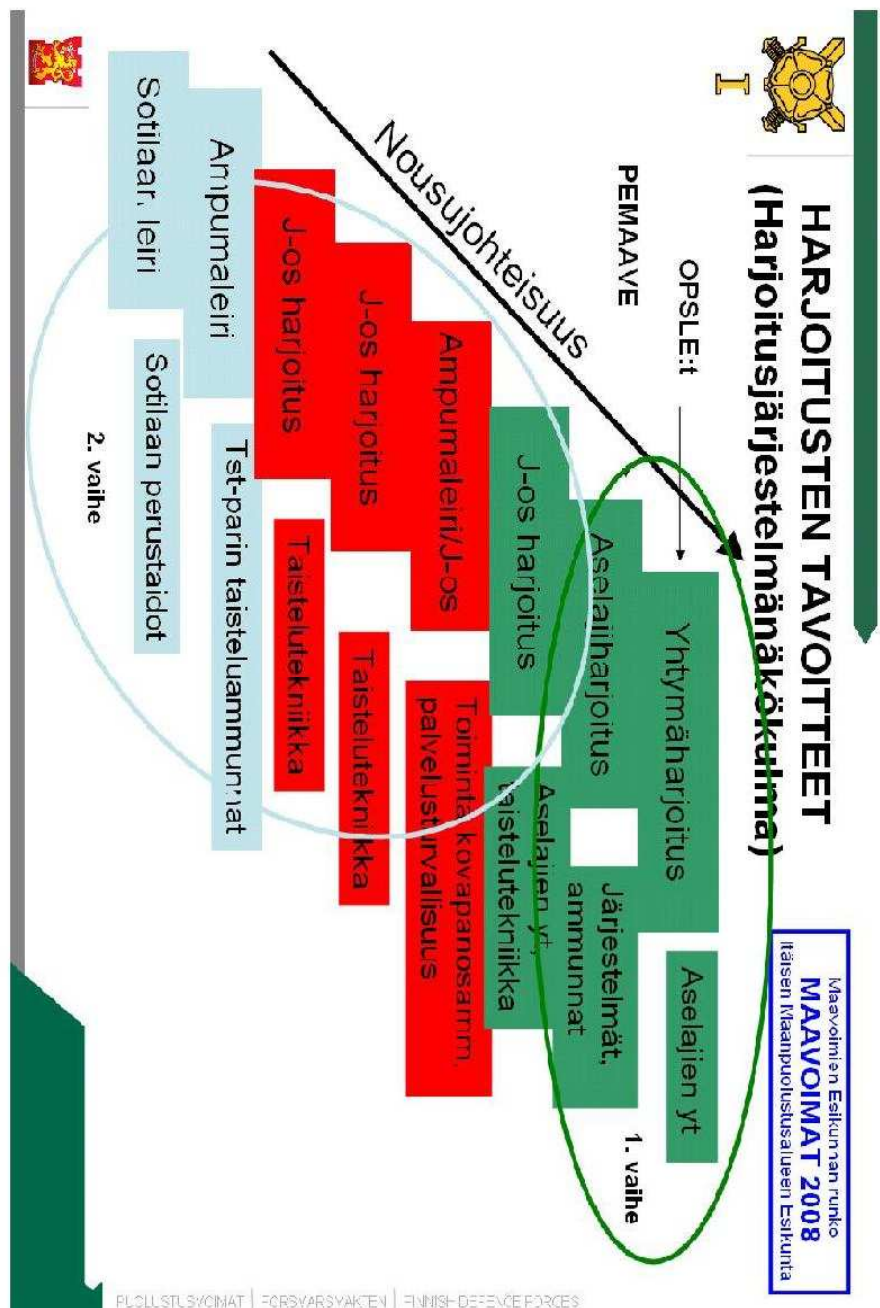 HARJOITUSTEN TAVOITTEET
(Harjoitusjärjestelmänäkökulma)
Maavoimien Esikunnan runko
MAAVOIMAT 2008
Itäisen Maanpuolustusalueen Esikunta
I
OPSLE:t
PEMAAVE
Nousujohteisuus
Yhtymäharjoitus
Aselajien yt
Aselajiharjoitus
Järjestelmät,
ammunnat
1. vaihe
J-os harjoitus
Aselajien yt,
taistelutekniikka
Ampumaleiri/J-os
Toiminta kovapanosamm,
palvelusturvallisuus
J-os harjoitus
Taistelutekniikka
J-os harjoitus
Taistelutekniikka
Ampumaleiri
Tst-parin taisteluammunnat
Sotilaar. leiri
Sotilaan perustaidot
2. vaihe
PUOLUSTUSVOIMAT | FÖRSVARSMAKTEN | FINNISH DEFENCE FORCES